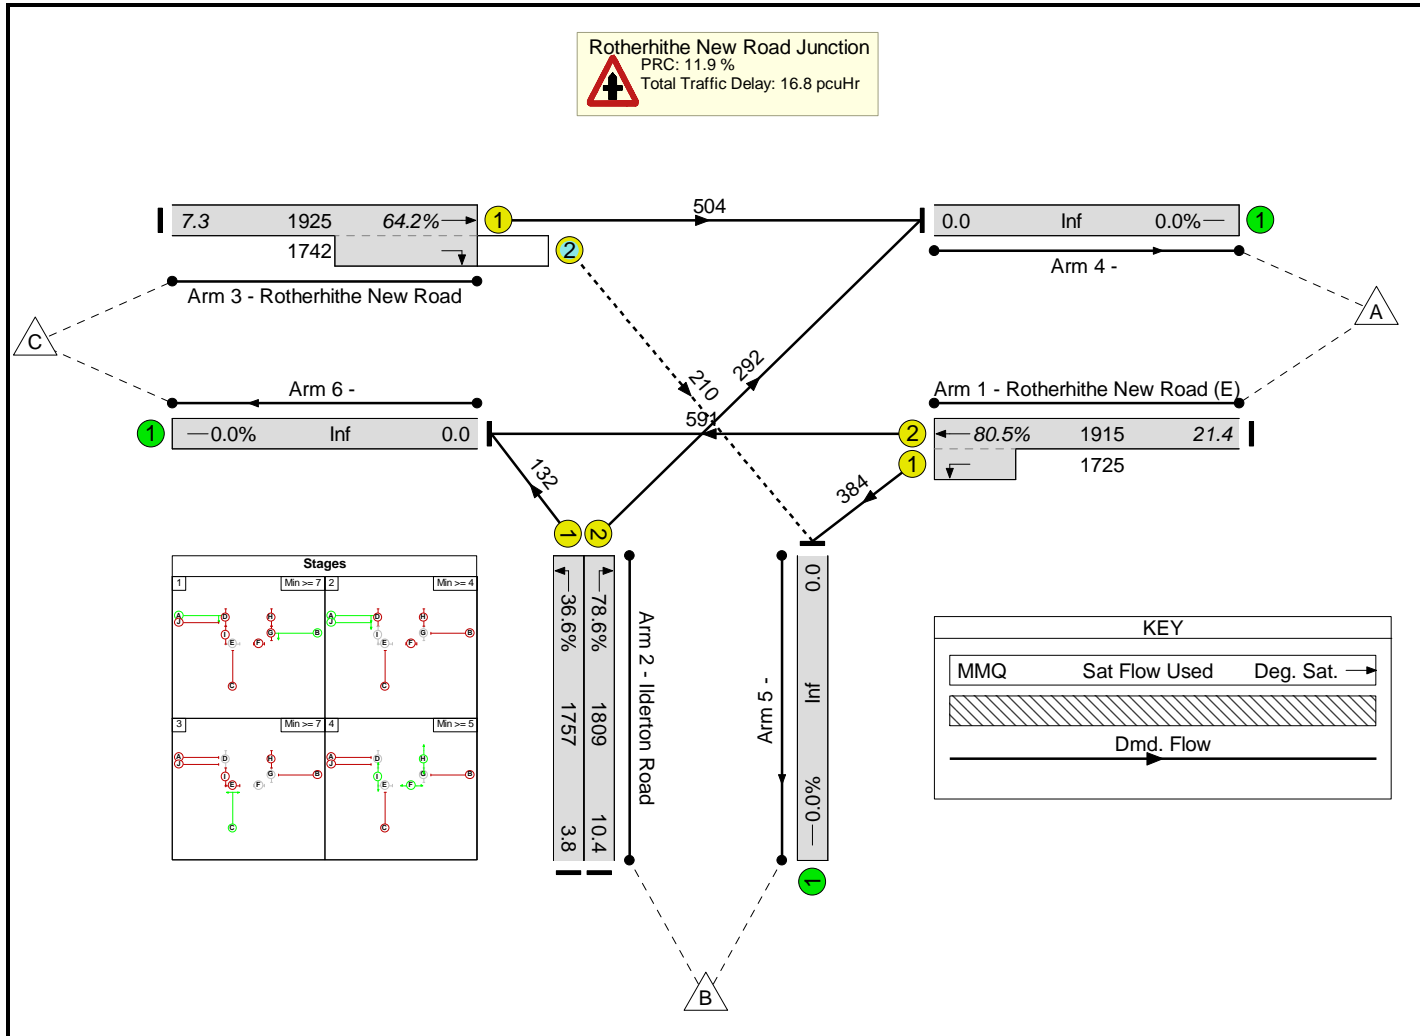 Rotherhithe New Road Junction
PRC: 11.9 %
Total Traffic Delay: 16.8 pcuHr
7.3 1925 64.2%
1
504
0.0 Inf 0.0%
1
1742
2
Arm 4 -
Arm 3 - Rotherhithe New Road
A
C
210
292
Arm 6 -
Arm 1 - Rotherhithe New Road (E)
1
0.0% Inf 0.0
591
2
80.5% 1915 21.4
1
1725
132
384
1
2
Stages
1 Min >= 7
2 Min >= 4
A
J
D
I
E
F
H
G
B
C
A
J
D
I
E
F
H
G
B
C
3 Min >= 7
4 Min >= 5
A
J
D
I
E
F
H
G
B
C
A
J
D
I
E
F
H
G
B
C
36.6% 1757 3.8
78.6% 1809 10.4
Arm 2 - Ilderton Road
Arm 5 -
0.0 Inf 0.0%
1
KEY
MMQ Sat Flow Used Deg. Sat.
Dmd. Flow
B